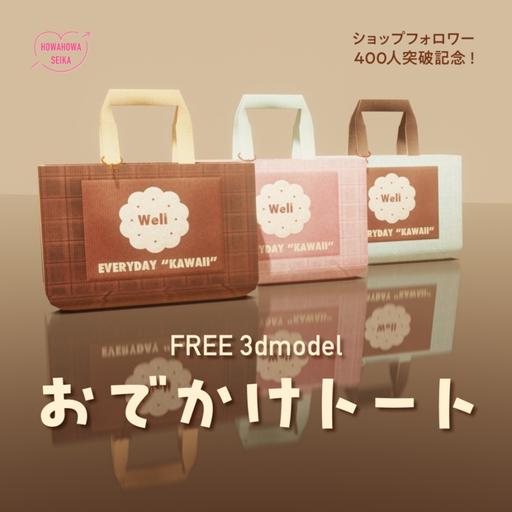 HOWAHOWA
SEIKA
ショップフォロワー
400人突破記念！
Weli
EVERYDAY “KAWAII”
Weli
EVERYDAY “KAWAII”
Weli
EVERYDAY “KAWAII”
FREE 3dmodel
おでかけトート